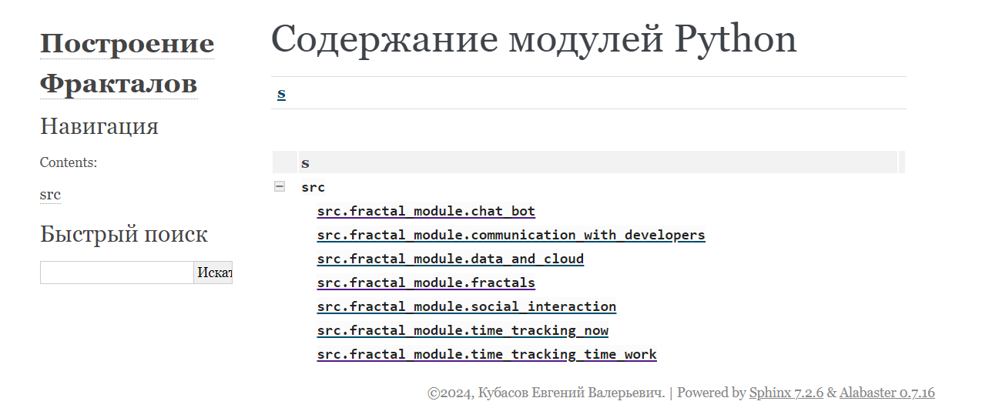 Построение
Фракталов
Навигация
Contents:
src
Быстрый поиск
Искат
Содержание модулей Python
s
s
src
src.fractal_module.chat_bot
src.fractal_module.communication_with_developers
src.fractal_module.data_and_cloud
src.fractal_module.fractals
src.fractal_module.social_interaction
src.fractal_module.time_tracking_now
src.fractal_module.time_tracking_time_work
©2024, Кубасов Евгений Валерьевич. | Powered by Sphinx 7.2.6 & Alabaster 0.7.16